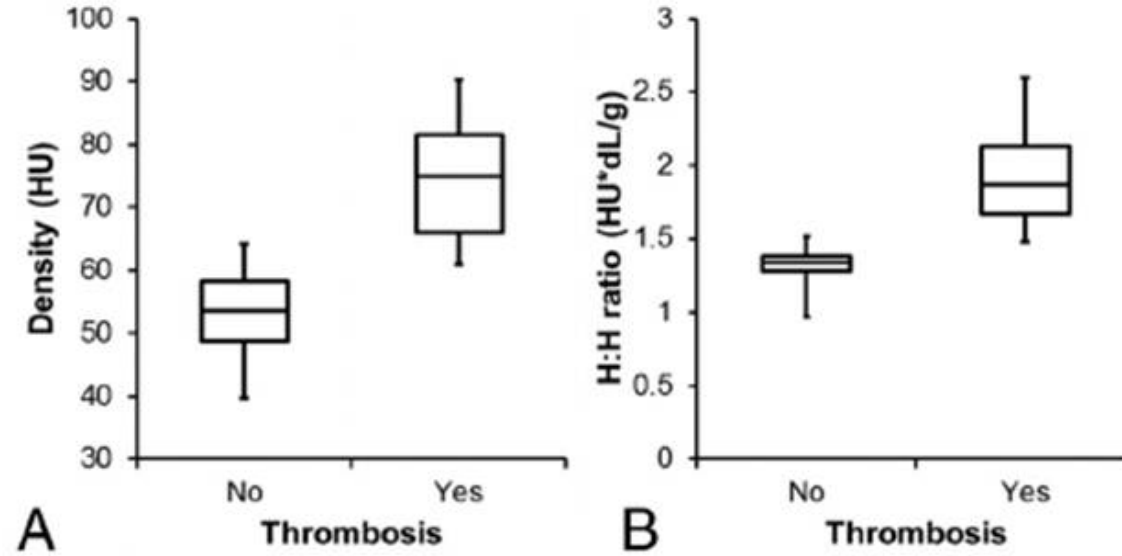 100
90
80
70
60
50
40
30
Density (HU)
No Yes
Thrombosis
A
3
2.5
2
1.5
1
0.5
0
H:H ratio (HU*dL/g)
No Yes
Thrombosis
B